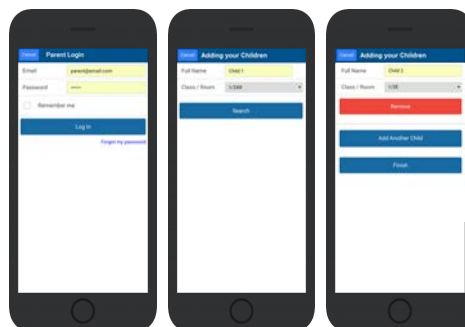 Cancel Parent Login
Email parent@email.com
Password
Remember me
Log In
Forgot my password
Cancel Adding your Children
Full Name Child 1
Class / Room
Search
Cancel Adding your Children
Full Name Child 2
Class / Room
Remove
Add Another Child
Finish